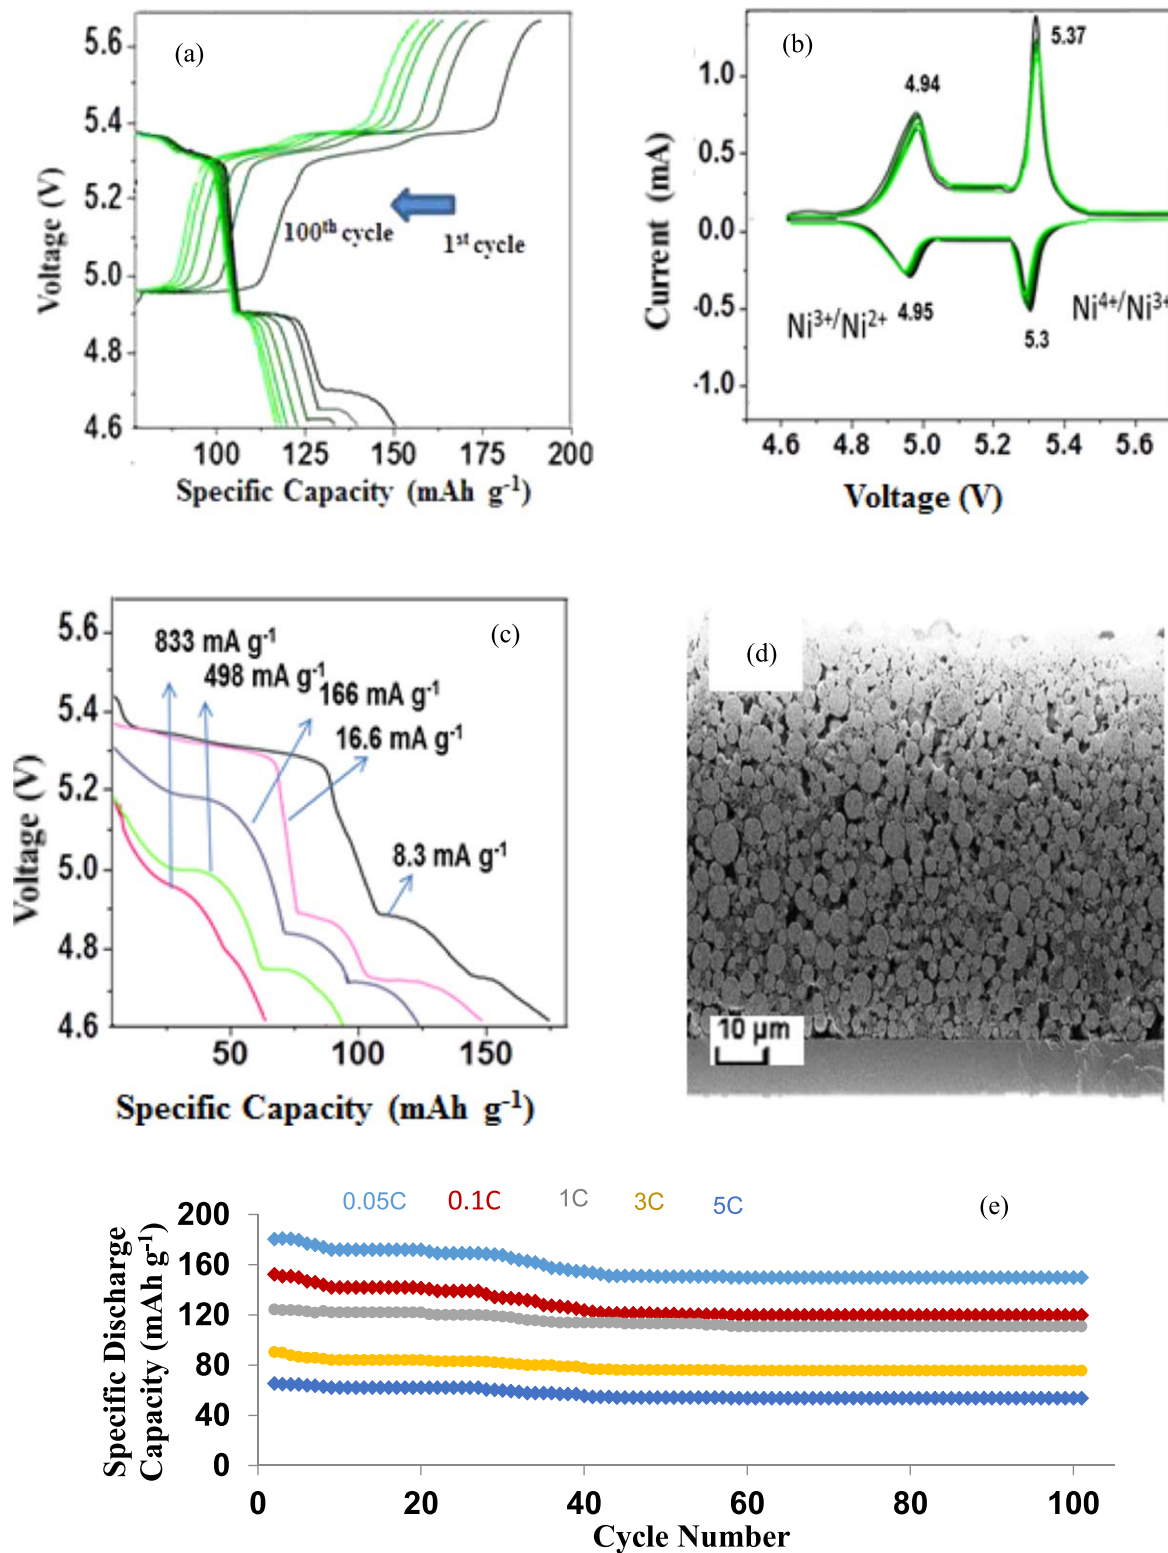 (a)
5.6
5.4
5.2
5.0
4.8
4.6
Voltage (V)
100th cycle
1st cycle
100 125 150 175 200
Specific Capacity (mAh g-1)
(b)
1.0
0.5
0.0
-0.5
-1.0
Current (mA)
4.94
5.37
4.95
5.3
Ni3+/Ni2+
Ni4+/Ni3+
4.6 4.8 5.0 5.2 5.4 5.6
Voltage (V)
(c)
5.6
5.4
5.2
5.0
4.8
4.6
Voltage (V)
833 mA g-1
498 mA g-1
166 mA g-1
16.6 mA g-1
8.3 mA g-1
50 100 150
Specific Capacity (mAh g-1)
(d)
10 μm
0.05C 0.1C 1C 3C 5C
(e)
200
160
120
80
40
0
Specific Discharge
Capacity (mAh g-1)
0 20 40 60 80 100
Cycle Number